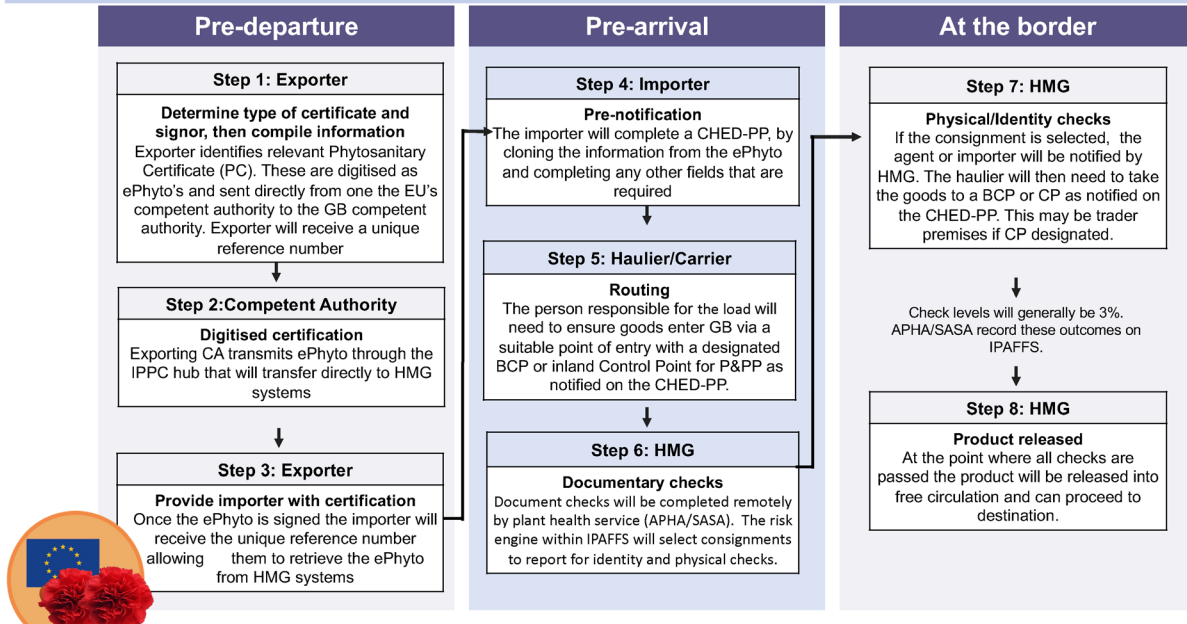 Pre-departure
Step 1: Exporter
Determine type of certificate and
signor, then compile information
Exporter identifies relevant Phytosanitary
Certificate (PC). These are digitised as
ePhyto's and sent directly from one the EU's
competent authority to the GB competent
authority. Exporter will receive a unique
reference number
Step 2:Competent Authority
Digitised certification
Exporting CA transmits ePhyto through the
IPPC hub that will transfer directly to HMG
systems
Step 3: Exporter
Provide importer with certification
Once the ePhyto is signed the importer will
receive the unique reference number
allowing them to retrieve the ePhyto
from HMG systems
Pre-arrival
Step 4: Importer
Pre-notification
The importer will complete a CHED-PP, by
cloning the information from the ePhyto
and completing any other fields that are
required
Step 5: Haulier/Carrier
Routing
The person responsible for the load will
need to ensure goods enter GB via a
suitable point of entry with a designated
BCP or inland Control Point for P&PP as
notified on the CHED-PP.
Step 6: HMG
Documentary checks
Document checks will be completed remotely
by plant health service (APHA/SASA). The risk
engine within IPAFFS will select consignments
to report for identity and physical checks.
At the border
Step 7: HMG
Physical/Identity checks
If the consignment is selected, the
agent or importer will be notified by
HMG. The haulier will then need to take
the goods to a BCP or CP as notified on
the CHED-PP. This may be trader
premises if CP designated.
Check levels will generally be 3%.
APHA/SASA record these outcomes on
IPAFFS.
Step 8: HMG
Product released
At the point where all checks are
passed the product will be released into
free circulation and can proceed to
destination.